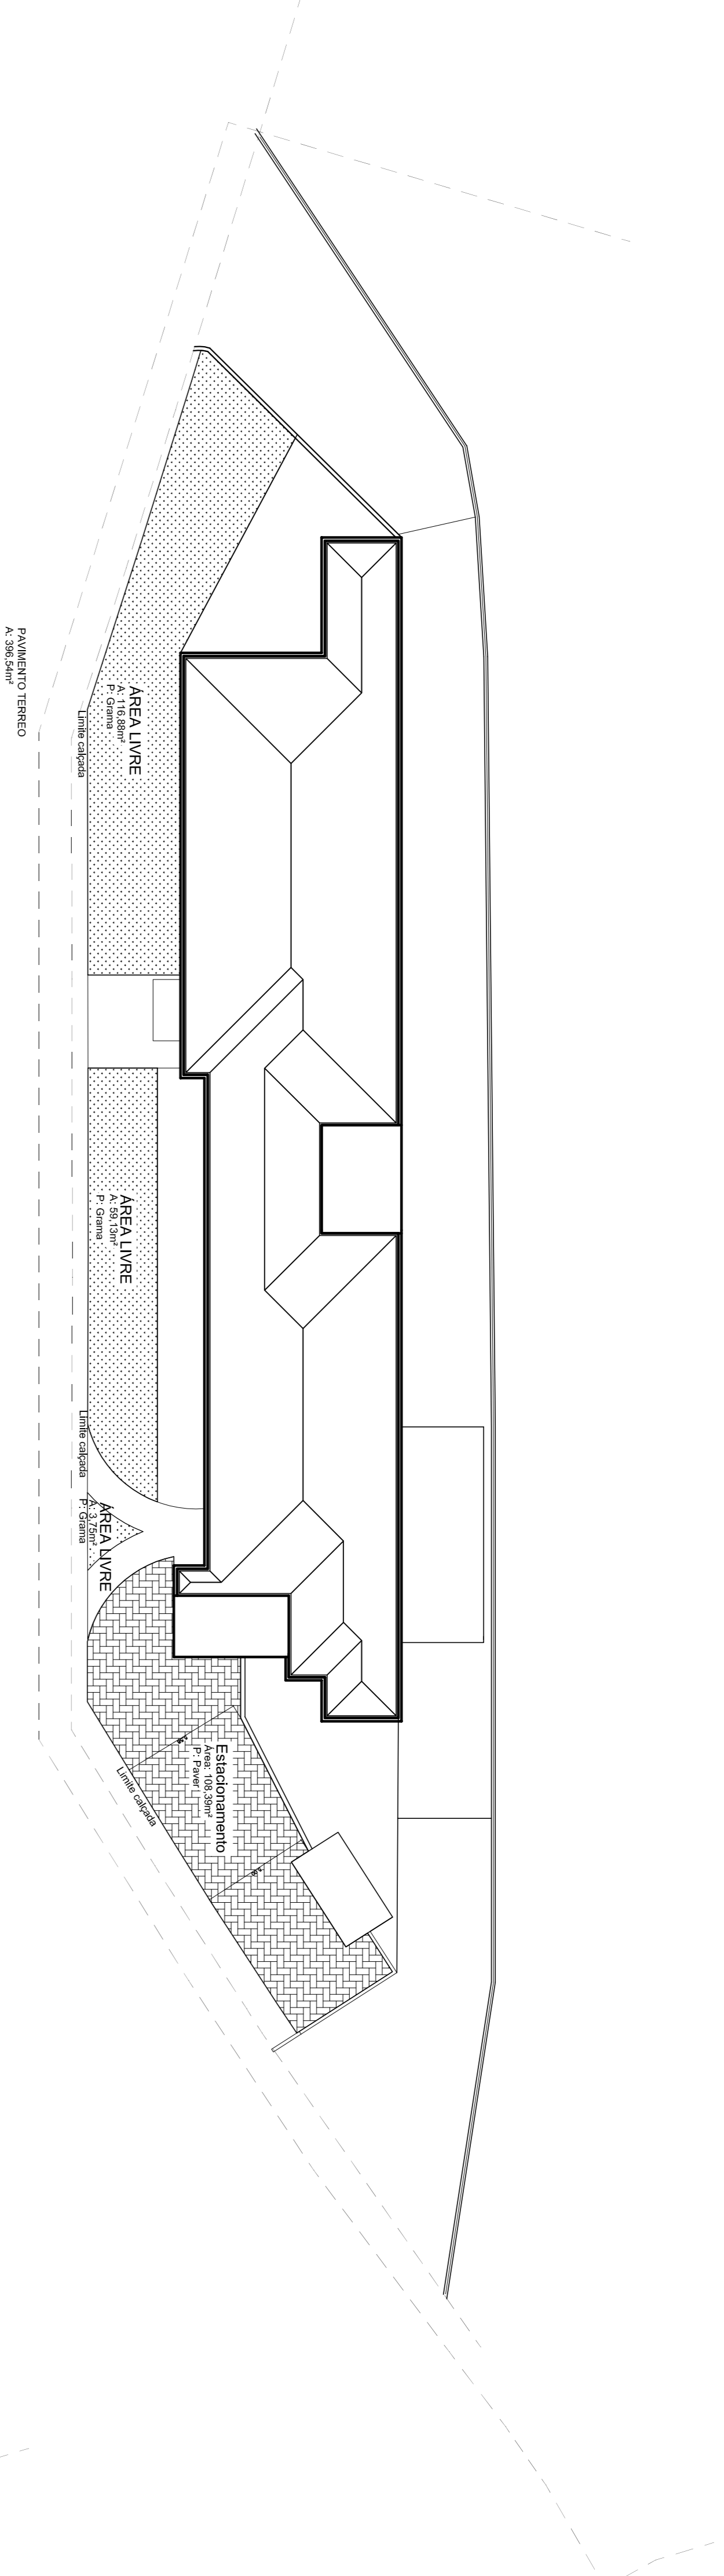 PAVIMENTO TERREO
A: 396,54m²
ÁREA LIVRE
A: 116,88m²
P: Grama
Limite calçada
ÁREA LIVRE
A: 59,13m²
P: Grama
Limite calçada
ÁREA LIVRE
A: 3,75m²
P: Grama
Estacionamento
Área: 108,39m²
P: Paver
Limite calçada